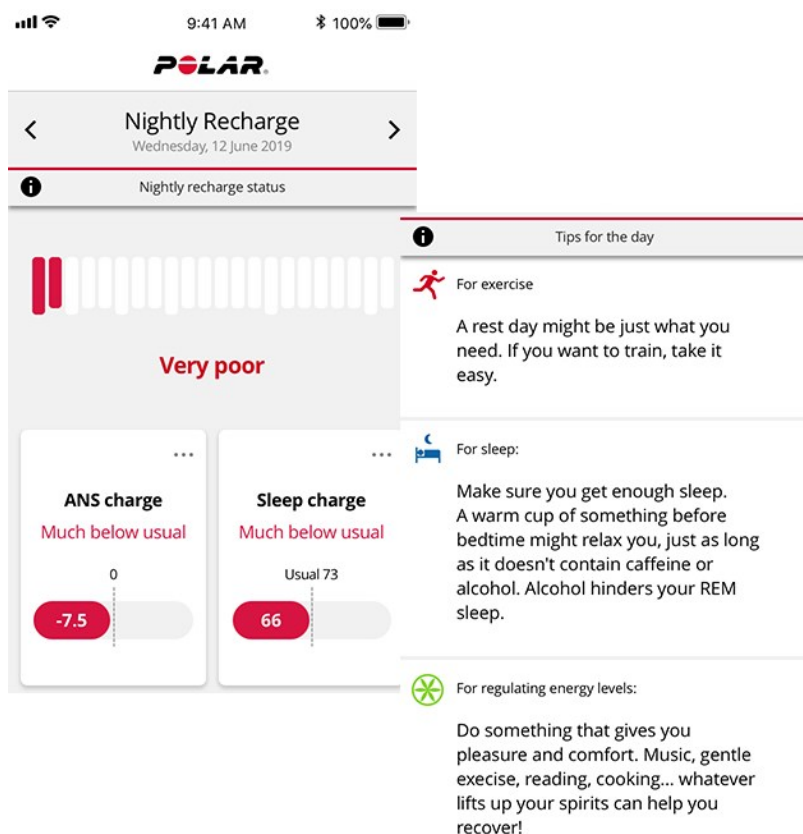 9:41 AM
100%
POLAR.
Nightly Recharge
Wednesday, 12 June 2019
Nightly recharge status
Very poor
ANS charge
Much below usual
0
-7.5
Sleep charge
Much below usual
Usual 73
66
Tips for the day
For exercise
A rest day might be just what you
need. If you want to train, take it
easy.
For sleep:
Make sure you get enough sleep.
A warm cup of something before
bedtime might relax you, just as long
as it doesn't contain caffeine or
alcohol. Alcohol hinders your REM
sleep.
For regulating energy levels:
Do something that gives you
pleasure and comfort. Music, gentle
execise, reading, cooking... whatever
lifts up your spirits can help you
recover!